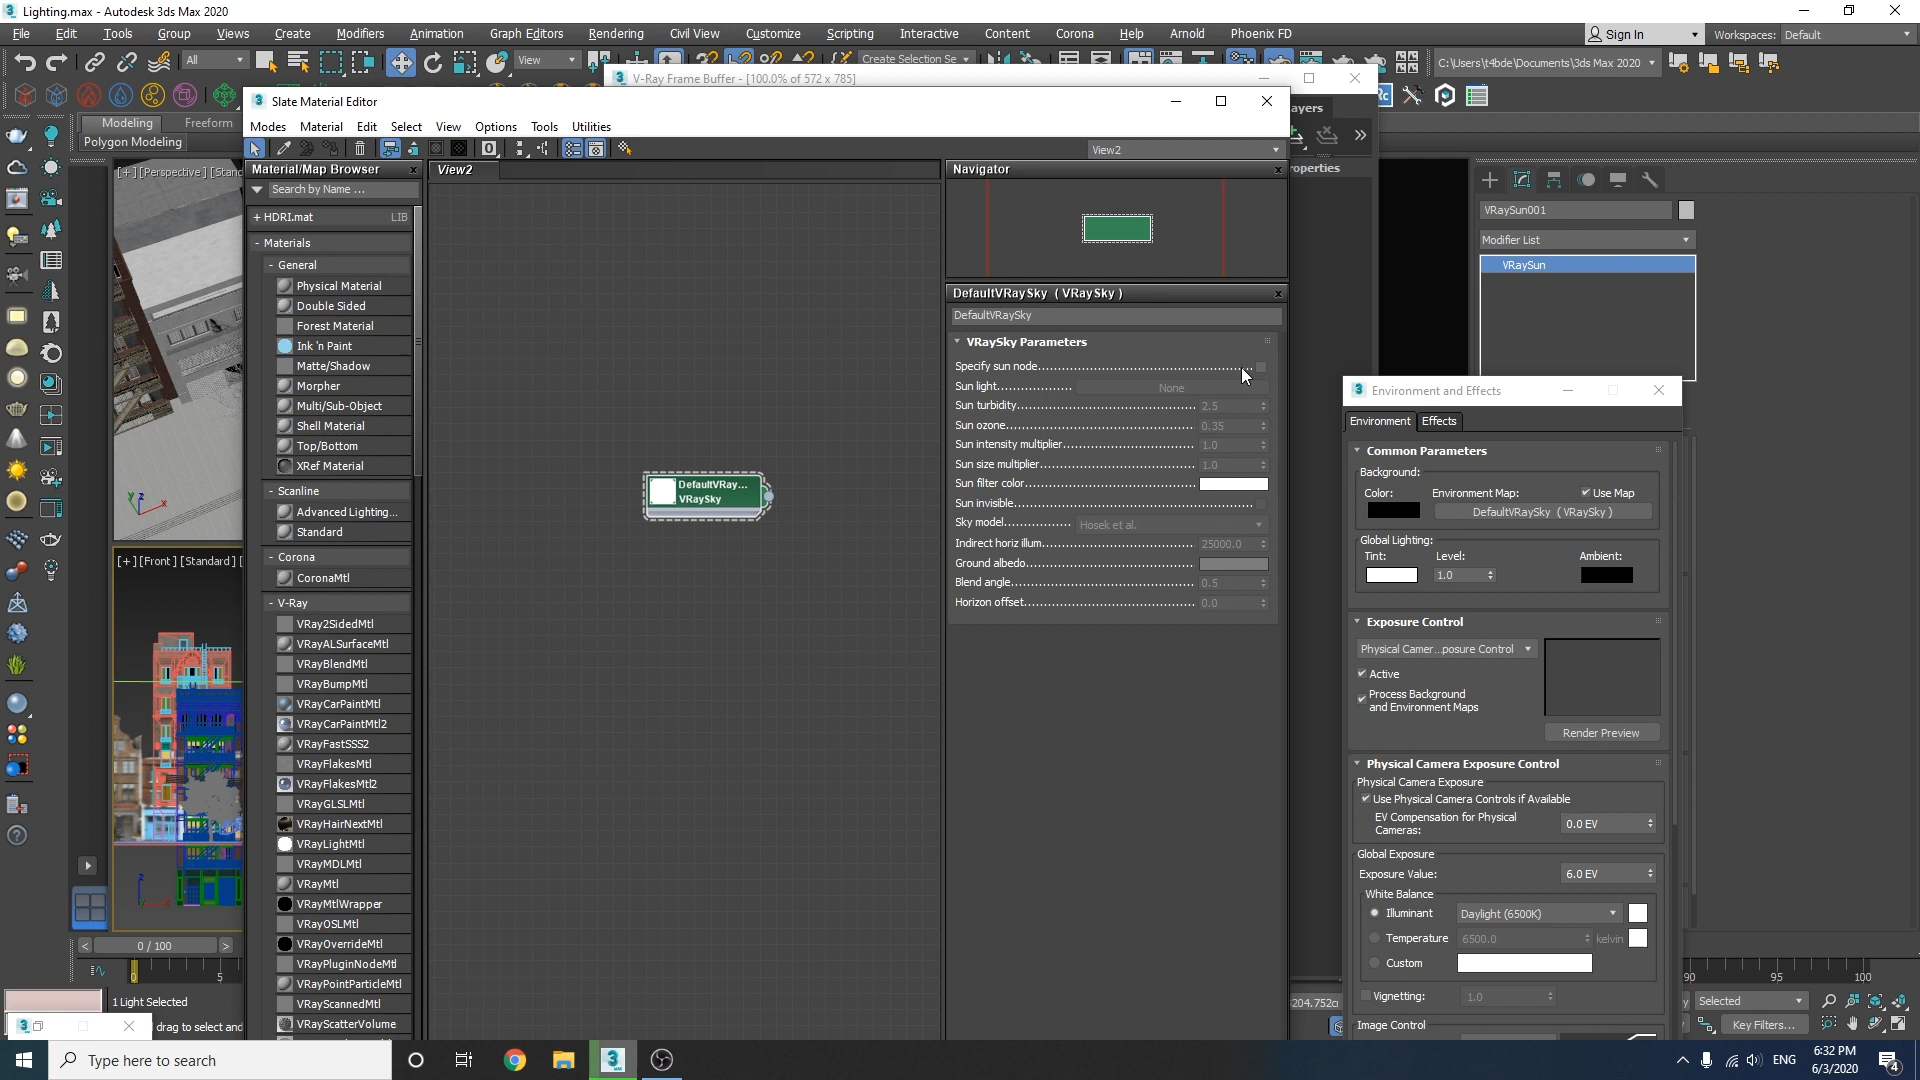 Lighting.max - Autodesk 3ds Max 2020
File Edit Tools Group Views Create Modifiers Animation Graph Editors Rendering Civil View Customize Scripting Interactive Content Corona Help Arnold Phoenix FD
Sign In
Workspaces: Default
All
View
Create Selection Se
C:\Users\t4bde\Documents\3ds Max 2020
V-Ray Frame Buffer - [100.0% of 572 x 785]
Modeling Freeform
Polygon Modeling
Slate Material Editor
Modes Material Edit Select View Options Tools Utilities
View2
Material/Map Browser
View2
Navigator
Search by Name ...
+ HDRI.mat LIB
- Materials
- General
Physical Material
Double Sided
Forest Material
Ink 'n Paint
Matte/Shadow
Morpher
Multi/Sub-Object
Shell Material
Top/Bottom
XRef Material
- Scanline
Advanced Lighting...
Standard
- Corona
CoronaMtl
- V-Ray
VRay2SidedMtl
VRayALSurfaceMtl
VRayBlendMtl
VRayBumpMtl
VRayCarPaintMtl
VRayCarPaintMtl2
VRayFastSSS2
VRayFlakesMtl
VRayFlakesMtl2
VRayGLSLMtl
VRayHairNextMtl
VRayLightMtl
VRayMDLMtl
VRayMtl
VRayMtlWrapper
VRayOSLMtl
VRayOverrideMtl
VRayPluginNodeMtl
VRayPointParticleMtl
VRayScannedMtl
VRayScatterVolume
DefaultVRay...
VRaySky
DefaultVRaySky ( VRaySky )
DefaultVRaySky
VRaySky Parameters
Specify sun node
Sun light None
Sun turbidity 2.5
Sun ozone 0.35
Sun intensity multiplier 1.0
Sun size multiplier 1.0
Sun filter color
Sun invisible
Sky model Hosek et al.
Indirect horiz illum 25000.0
Ground albedo
Blend angle 0.5
Horizon offset 0.0
ayers
roperties
VRaySun001
Modifier List
VRaySun
Environment and Effects
Environment Effects
Common Parameters
Background:
Color: Environment Map: Use Map
DefaultVRaySky ( VRaySky )
Global Lighting:
Tint: Level: Ambient:
1.0
Exposure Control
Physical Camer...posure Control
Active
Process Background
and Environment Maps
Render Preview
Physical Camera Exposure Control
Physical Camera Exposure
Use Physical Camera Controls if Available
EV Compensation for Physical
Cameras:
0.0 EV
Global Exposure
Exposure Value: 6.0 EV
White Balance
Illuminant Daylight (6500K)
Temperature 6500.0 kelvin
Custom
Vignetting: 1.0
Image Control
[+] [Perspective ] [Stand
[+] [Front ] [Standard ] [
0 / 100
0 5
90 95 100
1 Light Selected
drag to select and
204.752
Selected
Key Filters...
Type here to search
ENG
6:32 PM
6/3/2020
4